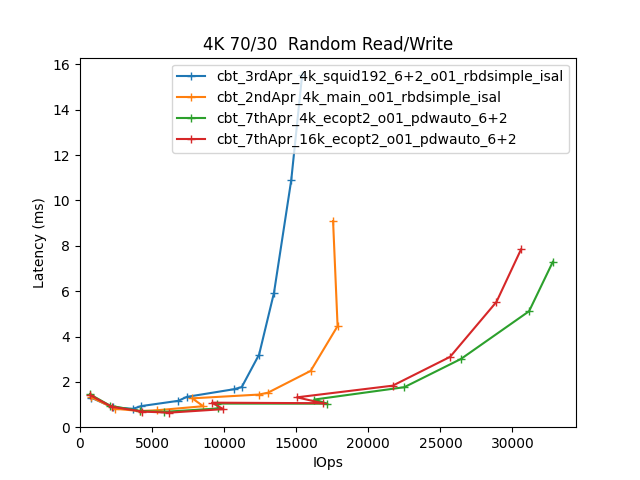 4K 70/30  Random Read/Write
16
14
12
10
8
6
4
2
0
Latency (ms)
cbt_3rdApr_4k_squid192_6+2_o01_rbdsimple_isal
cbt_2ndApr_4k_main_o01_rbdsimple_isal
cbt_7thApr_4k_ecopt2_o01_pdwauto_6+2
cbt_7thApr_16k_ecopt2_o01_pdwauto_6+2
0 5000 10000 15000 20000 25000 30000
IOps